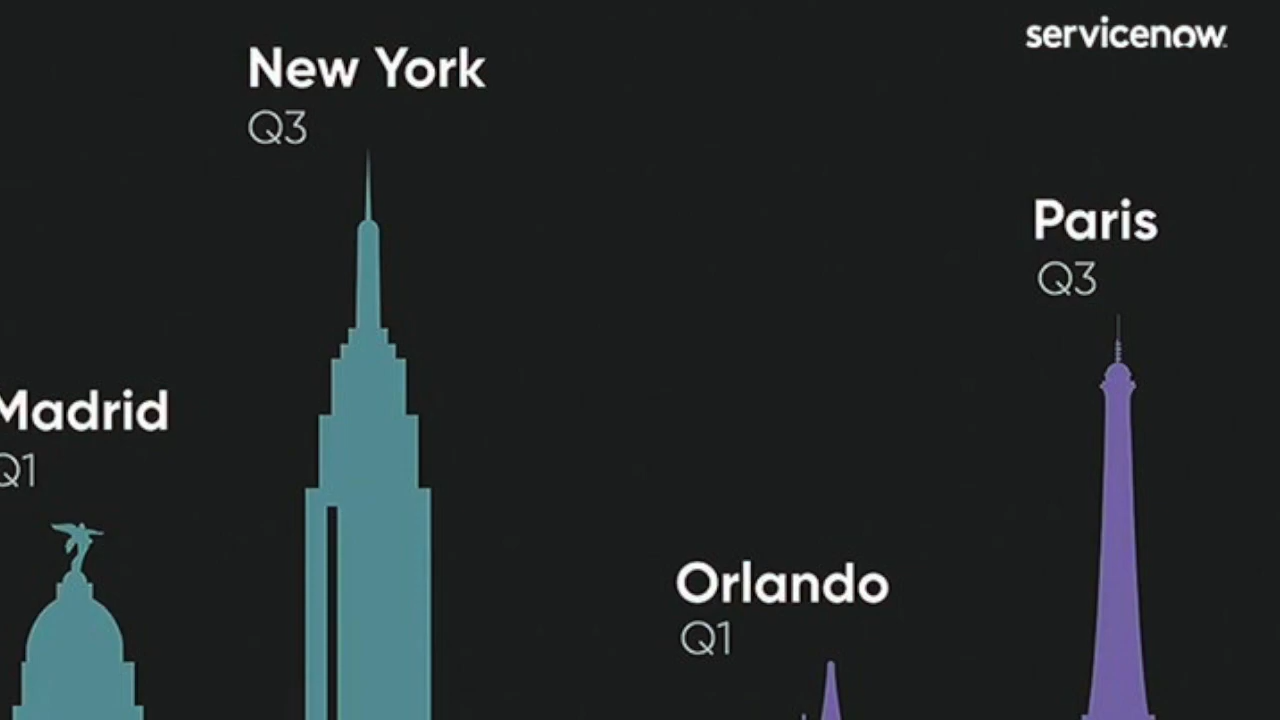 servicenow
New York
Q3
Paris
Q3
Madrid
Q1
Orlando
Q1